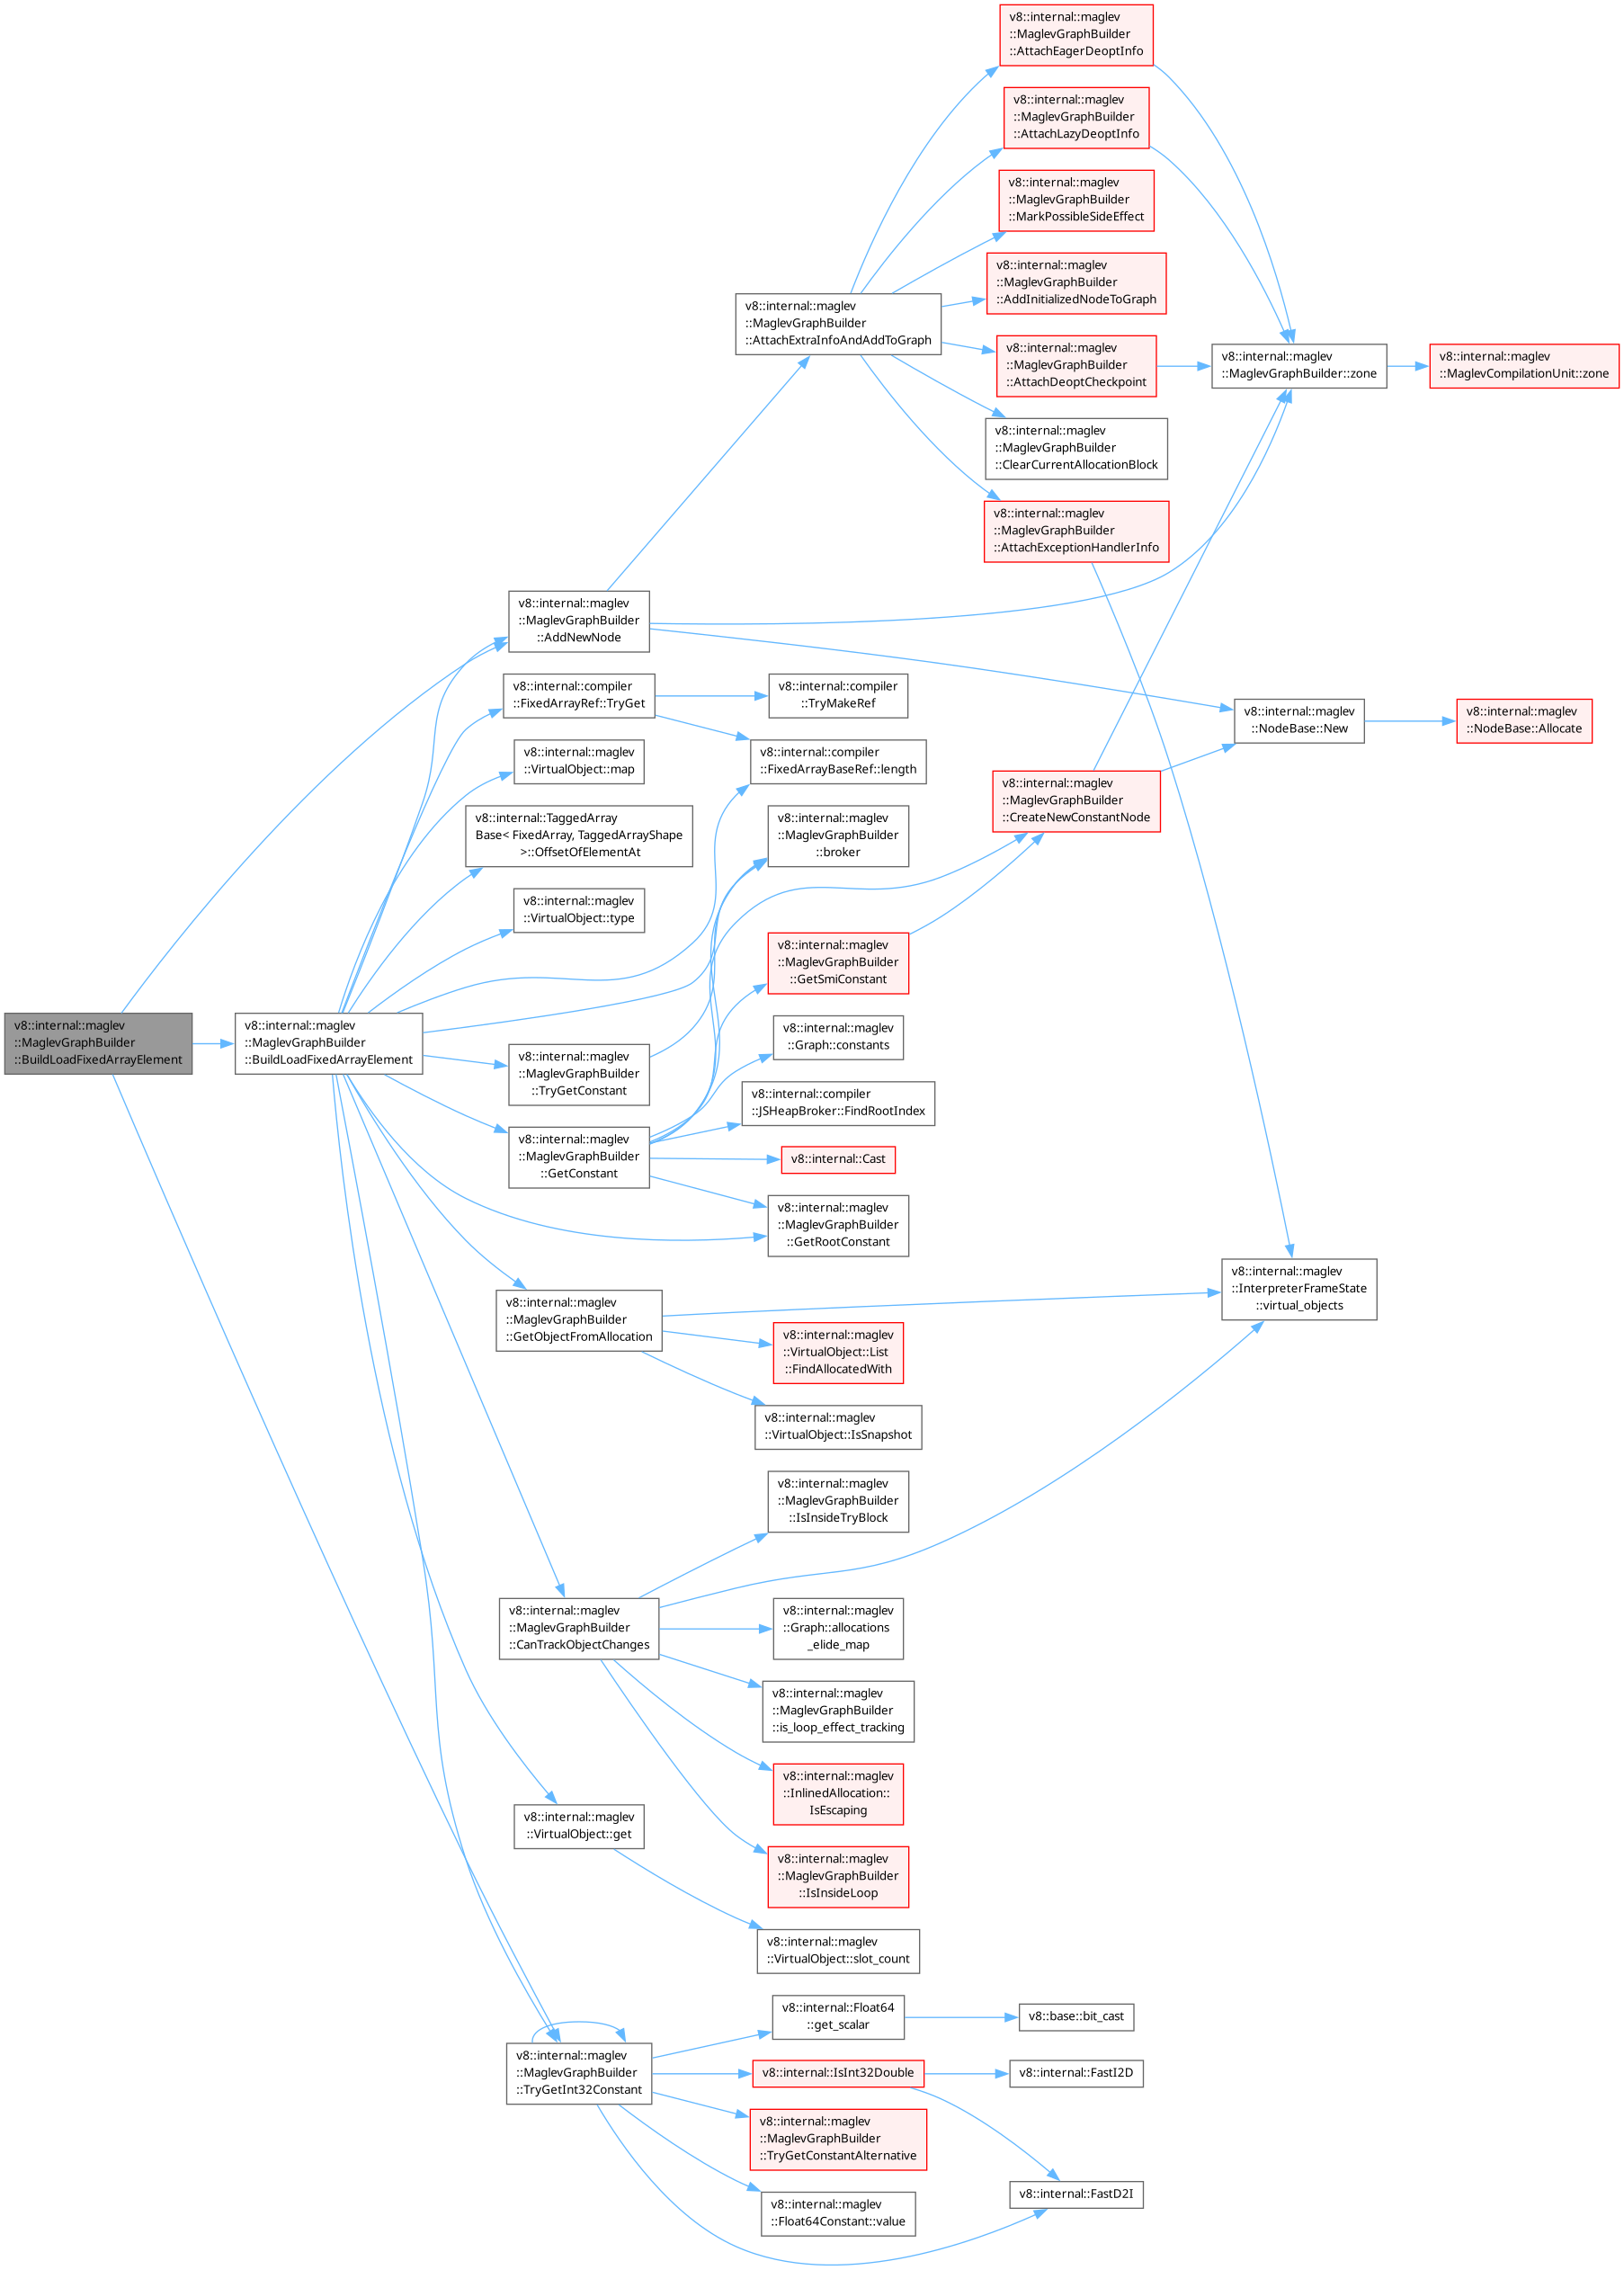 v8::internal::maglev
::MaglevGraphBuilder
::BuildLoadFixedArrayElement
v8::internal::maglev
::MaglevGraphBuilder
::BuildLoadFixedArrayElement
v8::internal::maglev
::MaglevGraphBuilder
::AddNewNode
v8::internal::compiler
::FixedArrayRef::TryGet
v8::internal::maglev
::VirtualObject::map
v8::internal::TaggedArray
Base< FixedArray, TaggedArrayShape
>::OffsetOfElementAt
v8::internal::maglev
::VirtualObject::type
v8::internal::maglev
::MaglevGraphBuilder
::TryGetConstant
v8::internal::maglev
::MaglevGraphBuilder
::GetConstant
v8::internal::maglev
::MaglevGraphBuilder
::GetObjectFromAllocation
v8::internal::maglev
::MaglevGraphBuilder
::CanTrackObjectChanges
v8::internal::maglev
::VirtualObject::get
v8::internal::maglev
::MaglevGraphBuilder
::TryGetInt32Constant
v8::internal::maglev
::MaglevGraphBuilder
::AttachExtraInfoAndAddToGraph
v8::internal::compiler
::TryMakeRef
v8::internal::compiler
::FixedArrayBaseRef::length
v8::internal::maglev
::MaglevGraphBuilder
::broker
v8::internal::maglev
::MaglevGraphBuilder
::GetSmiConstant
v8::internal::maglev
::Graph::constants
v8::internal::compiler
::JSHeapBroker::FindRootIndex
v8::internal::Cast
v8::internal::maglev
::MaglevGraphBuilder
::GetRootConstant
v8::internal::maglev
::VirtualObject::List
::FindAllocatedWith
v8::internal::maglev
::VirtualObject::IsSnapshot
v8::internal::maglev
::MaglevGraphBuilder
::IsInsideTryBlock
v8::internal::maglev
::Graph::allocations
_elide_map
v8::internal::maglev
::MaglevGraphBuilder
::is_loop_effect_tracking
v8::internal::maglev
::InlinedAllocation::
IsEscaping
v8::internal::maglev
::MaglevGraphBuilder
::IsInsideLoop
v8::internal::maglev
::VirtualObject::slot_count
v8::internal::Float64
::get_scalar
v8::internal::IsInt32Double
v8::internal::maglev
::MaglevGraphBuilder
::TryGetConstantAlternative
v8::internal::maglev
::Float64Constant::value
v8::internal::maglev
::MaglevGraphBuilder
::AttachEagerDeoptInfo
v8::internal::maglev
::MaglevGraphBuilder
::AttachLazyDeoptInfo
v8::internal::maglev
::MaglevGraphBuilder
::MarkPossibleSideEffect
v8::internal::maglev
::MaglevGraphBuilder
::AddInitializedNodeToGraph
v8::internal::maglev
::MaglevGraphBuilder
::AttachDeoptCheckpoint
v8::internal::maglev
::MaglevGraphBuilder
::ClearCurrentAllocationBlock
v8::internal::maglev
::MaglevGraphBuilder
::AttachExceptionHandlerInfo
v8::internal::maglev
::MaglevGraphBuilder
::CreateNewConstantNode
v8::base::bit_cast
v8::internal::FastI2D
v8::internal::FastD2I
v8::internal::maglev
::MaglevGraphBuilder::zone
v8::internal::maglev
::NodeBase::New
v8::internal::maglev
::InterpreterFrameState
::virtual_objects
v8::internal::maglev
::MaglevCompilationUnit::zone
v8::internal::maglev
::NodeBase::Allocate